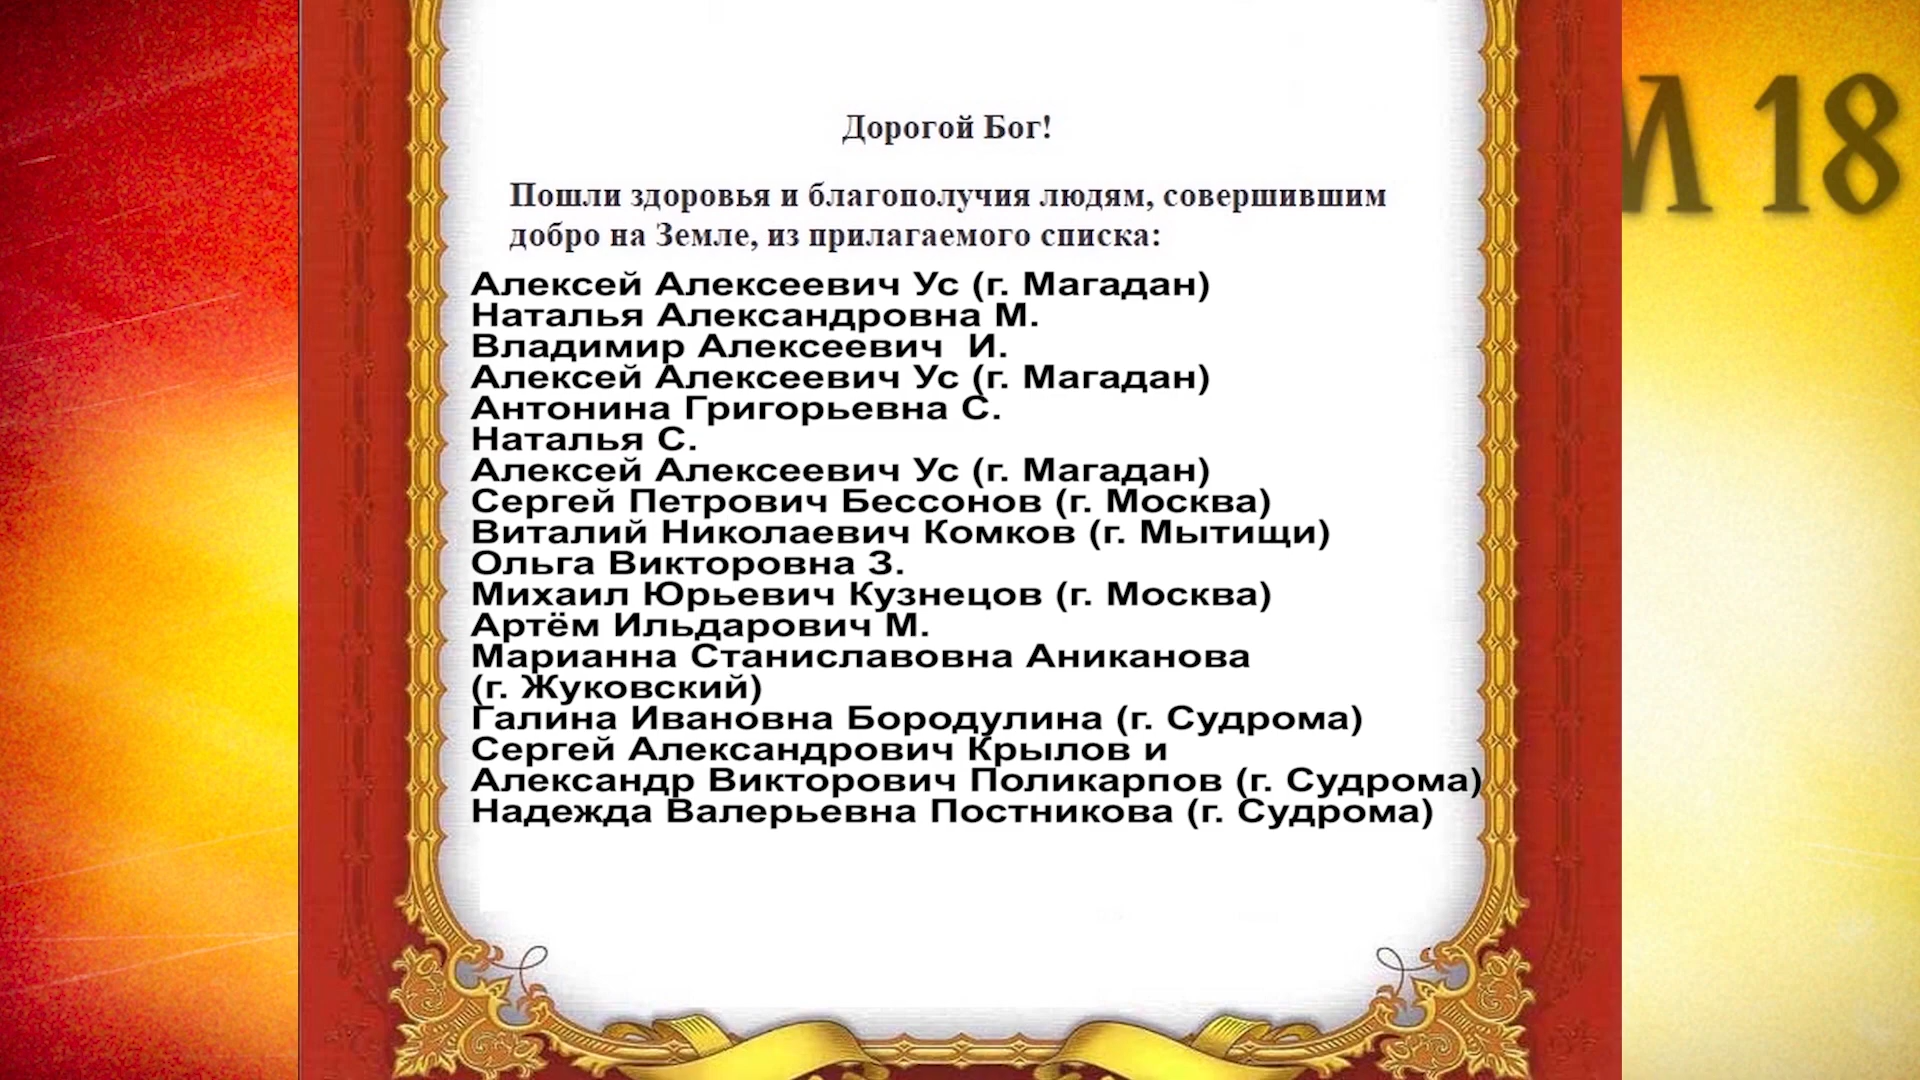 Дорогой Бог!
Пошли здоровья и благополучия людям, совершившим
добро на Земле, из прилагаемого списка:
Алексей Алексеевич Ус (г. Магадан)
Наталья Александровна М.
Владимир Алексеевич  И.
Алексей Алексеевич Ус (г. Магадан)
Антонина Григорьевна С.
Наталья С.
Алексей Алексеевич Ус (г. Магадан)
Сергей Петрович Бессонов (г. Москва)
Виталий Николаевич Комков (г. Мытищи)
Ольга Викторовна З.
Михаил Юрьевич Кузнецов (г. Москва)
Артём Ильдарович М.
Марианна Станиславовна Аниканова
(г. Жуковский)
Галина Ивановна Бородулина (г. Судрома)
Сергей Александрович Крылов и
Александр Викторович Поликарпов (г. Судрома)
Надежда Валерьевна Постникова (г. Судрома)
18